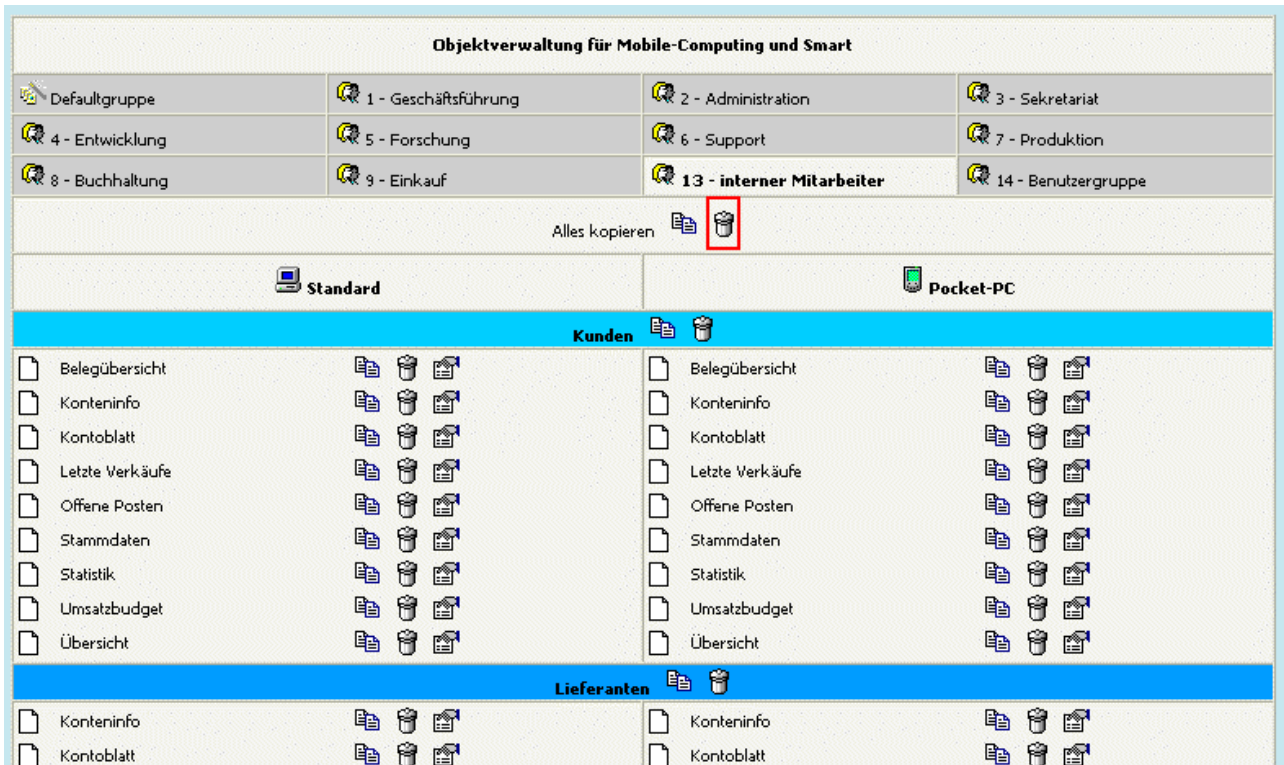 Objektverwaltung für Mobile-Computing und Smart
Defaultgruppe 1 - Geschäftsführung 2 - Administration 3 - Sekretariat
4 - Entwicklung 5 - Forschung 6 - Support 7 - Produktion
8 - Buchhaltung 9 - Einkauf 13 - interner Mitarbeiter 14 - Benutzergruppe
Alles kopieren
Standard Pocket-PC
Kunden
Belegübersicht Belegübersicht
Konteninfo Konteninfo
Kontoblatt Kontoblatt
Letzte Verkäufe Letzte Verkäufe
Offene Posten Offene Posten
Stammdaten Stammdaten
Statistik Statistik
Umsatzbudget Umsatzbudget
Übersicht Übersicht
Lieferanten
Konteninfo Konteninfo
Kontoblatt Kontoblatt